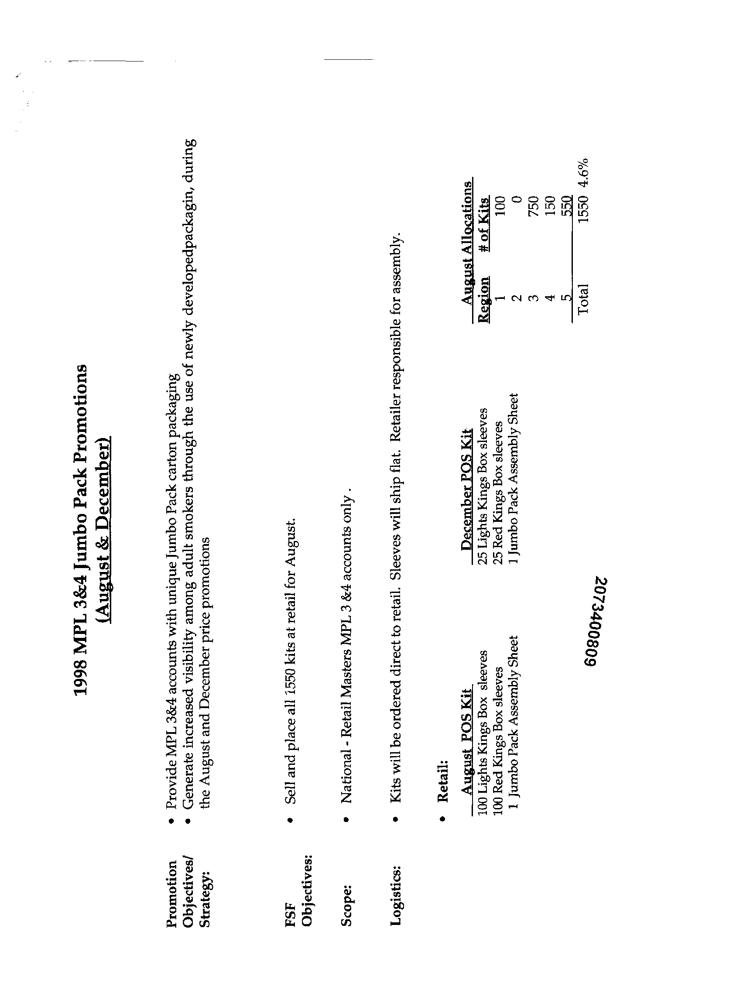 1998 MPL 3&4 Jumbo Pack Promotions
(August & December)
Promotion Objectives/ Strategy:
• Provide MPL 3&4 accounts with unique Jumbo Pack carton packaging
• Generate increased visibility among adult smokers through the use of newly developedpackagin, during
the August and December price promotions
FSF Objectives:
• Sell and place all 1550 kits at retail for August.
Scope:
• National - Retail Masters MPL 3 &4 accounts only .
Logistics:
• Kits will be ordered direct to retail. Sleeves will ship flat. Retailer responsible for assembly.
• Retail:
August POS Kit
100 Lights Kings Box sleeves
100 Red Kings Box sleeves
1 Jumbo Pack Assembly Sheet
December POS Kit
25 Lights Kings Box sleeves
25 Red Kings Box sleeves
1 Jumbo Pack Assembly Sheet
August Allocations
Region # of Kits
1 100
2 0
3 750
4 150
5 550
Total 1550 4.6%
2073400809